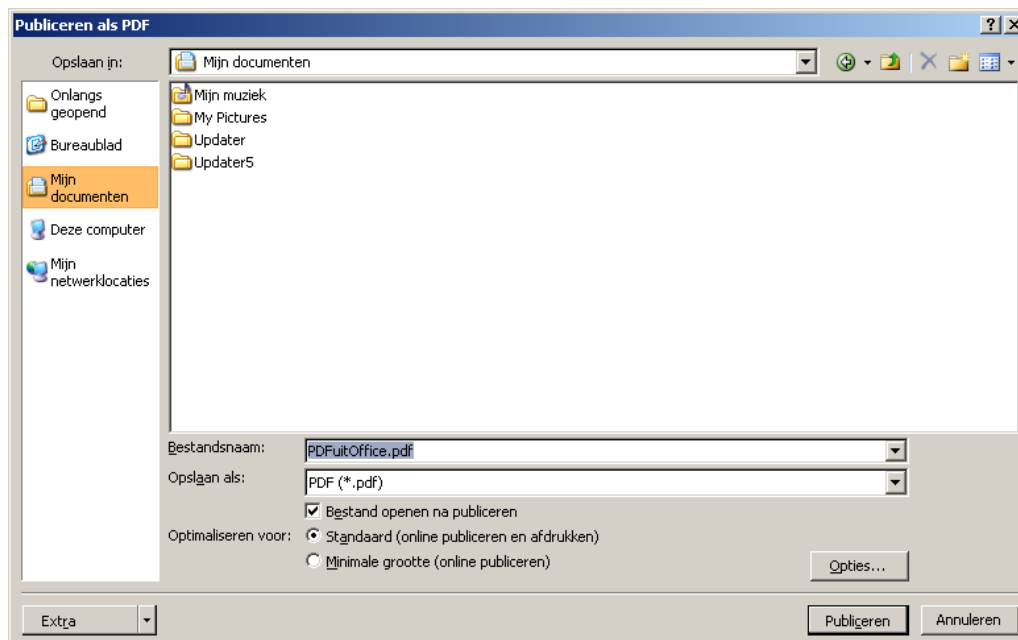 Publiceren als PDF
Opslaan in:
Mijn documenten
Onlangs
geopend
Bureaublad
Mijn
documenten
Deze computer
Mijn
netwerklocaties
Mijn muziek
My Pictures
Updater
Updater5
Bestandsnaam:
PDFuitOffice.pdf
Opslaan als:
PDF (*.pdf)
Bestand openen na publiceren
Optimaliseren voor:
Standaard (online publiceren en afdrukken)
Minimale grootte (online publiceren)
Opties...
Extra
Publiceren
Annuleren